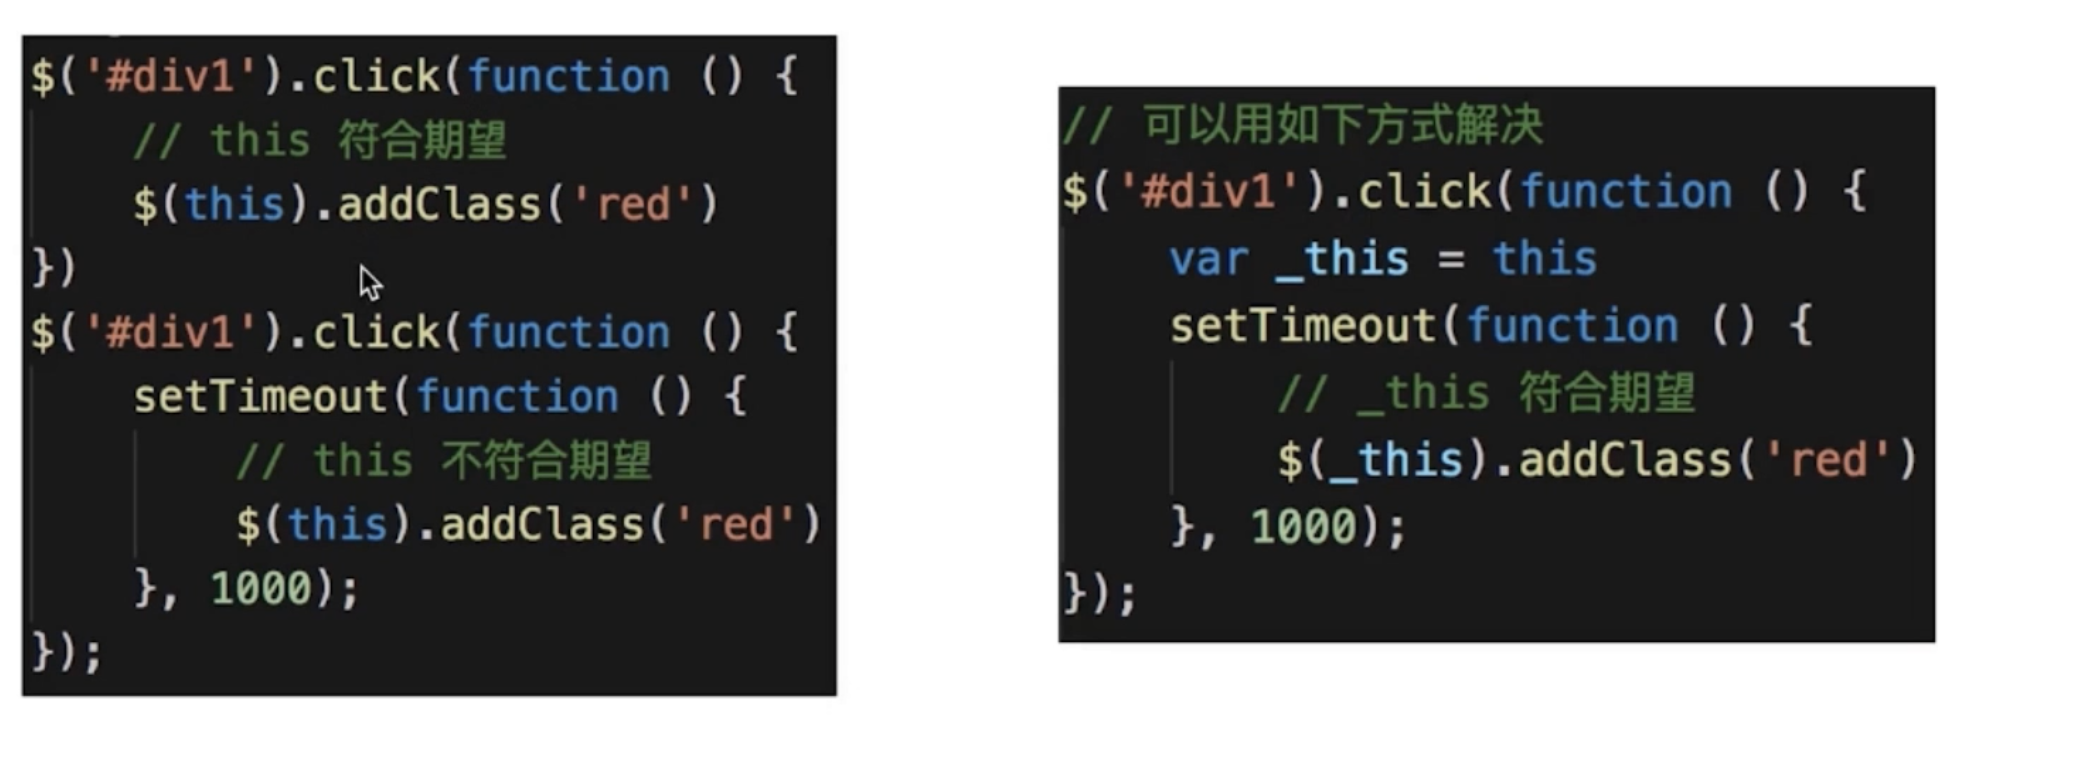 $('#div1').click(function () {
// this 符合期望
$(this).addClass('red')
})
$('#div1').click(function () {
setTimeout(function () {
// this 不符合期望
$(this).addClass('red')
}, 1000);
});
// 可以用如下方式解决
$('#div1').click(function () {
var _this = this
setTimeout(function () {
// _this 符合期望
$(_this).addClass('red')
}, 1000);
});